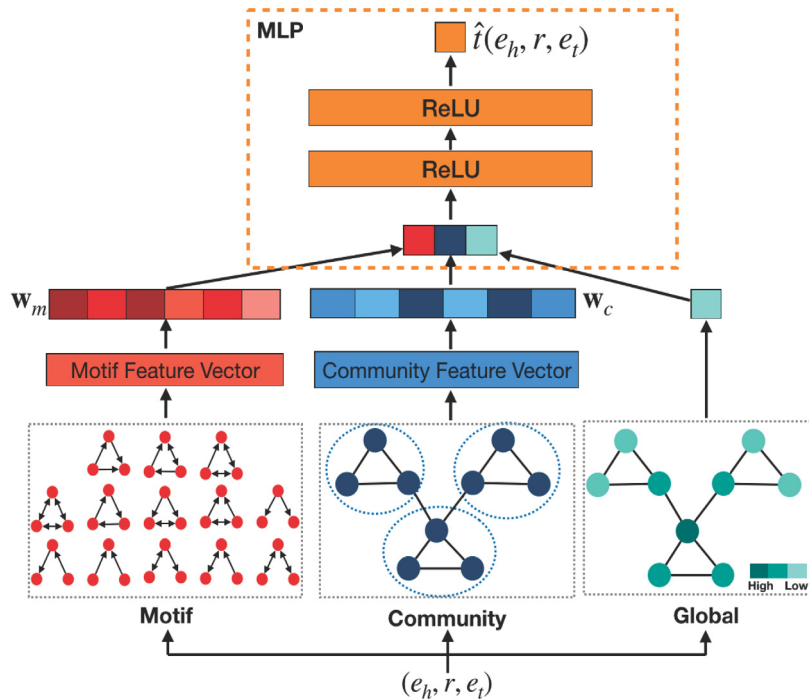 MLP
t̂(e_h, r, e_t)
ReLU
ReLU
w_m
w_c
Motif Feature Vector
Community Feature Vector
High Low
Motif
Community
Global
(e_h, r, e_t)